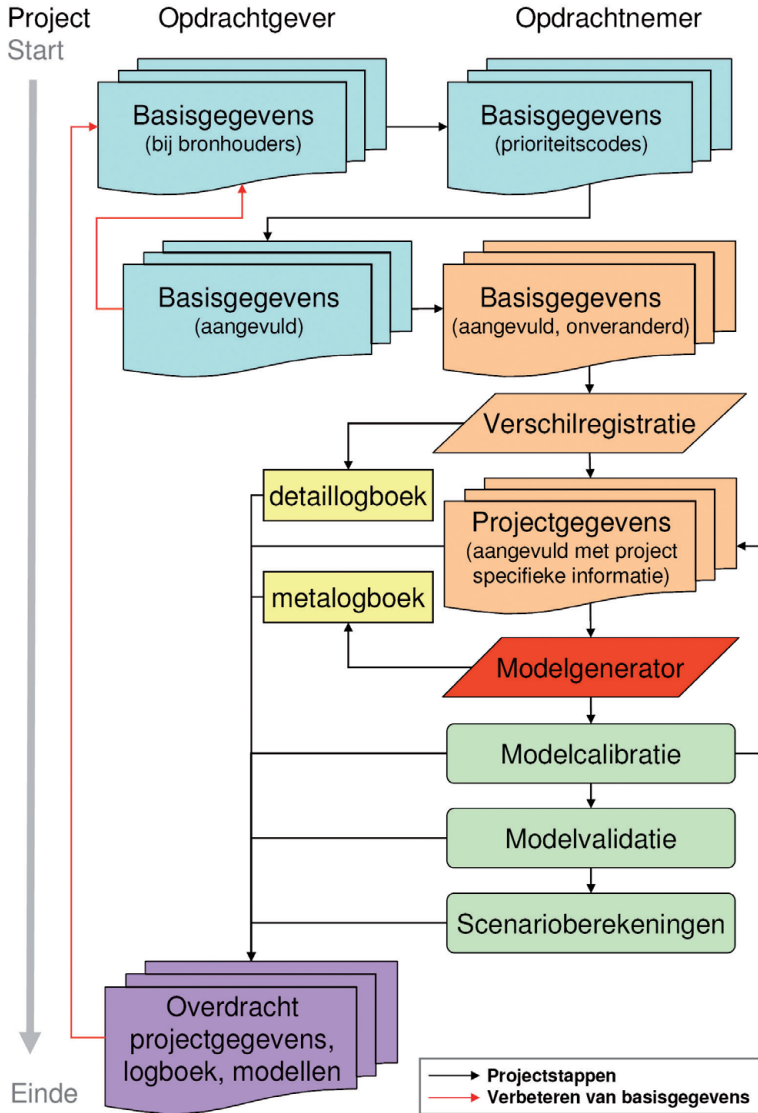 Project
Start
Opdrachtgever
Opdrachtnemer
Basisgegevens
(bij bronhouders)
Basisgegevens
(prioriteitscodes)
Basisgegevens
(aangevuld)
Basisgegevens
(aangevuld, onveranderd)
Verschilregistratie
detaillogboek
Projectgegevens
(aangevuld met project
specifieke informatie)
metalogboek
Modelgenerator
Modelcalibratie
Modelvalidatie
Scenarioberekeningen
Overdracht
projectgegevens,
logboek, modellen
Einde
Projectstappen
Verbeteren van basisgegevens